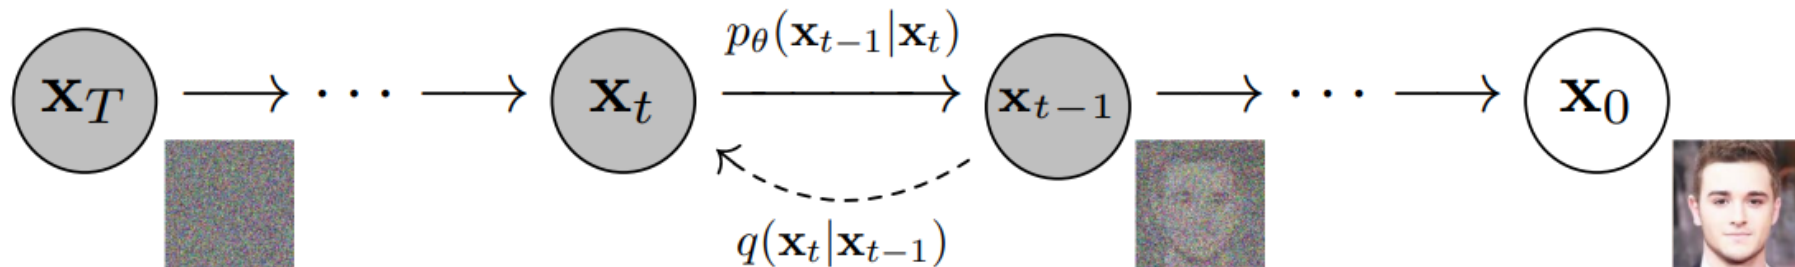 p_θ(x_{t−1}|x_t)
x_T → ··· → x_t → x_{t−1} → ··· → x_0
q(x_t|x_{t−1})